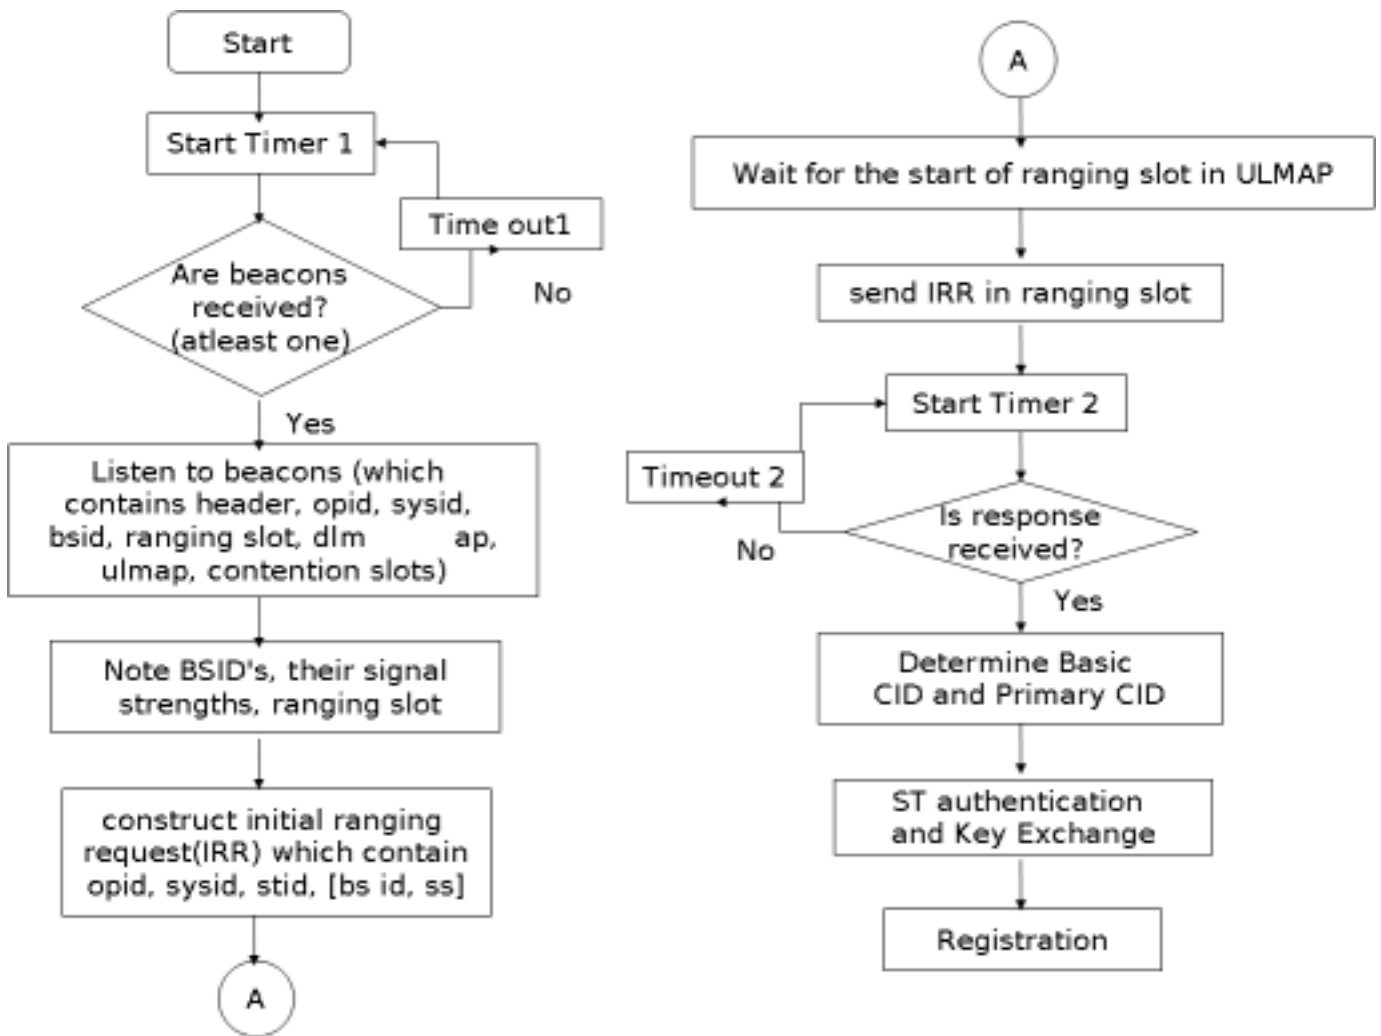 Start
Start Timer 1
Time out1
Are beacons
received?
(atleast one)
No
Yes
Listen to beacons (which
contains header, opid, sysid,
bsid, ranging slot, dlm ap,
ulmap, contention slots)
Note BSID's, their signal
strengths, ranging slot
construct initial ranging
request(IRR) which contain
opid, sysid, stid, [bs id, ss]
A
A
Wait for the start of ranging slot in ULMAP
send IRR in ranging slot
Start Timer 2
Timeout 2
Is response
received?
No
Yes
Determine Basic
CID and Primary CID
ST authentication
and Key Exchange
Registration